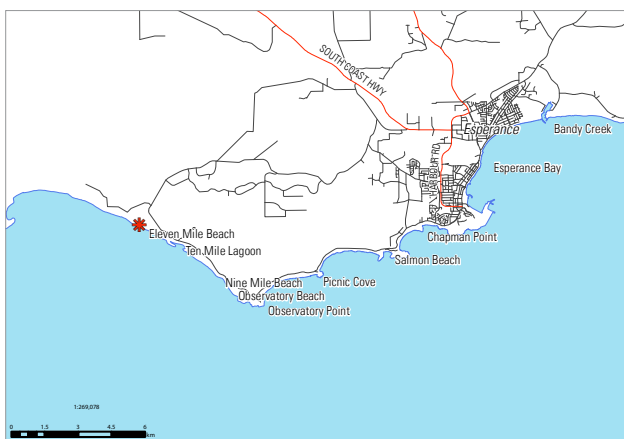 SOUTH COAST HWY
Esperance
Bandy Creek
Esperance Bay
HARBOUR RD
Chapman Point
Salmon Beach
Eleven Mile Beach
Ten Mile Lagoon
Nine Mile Beach
Picnic Cove
Observatory Beach
Observatory Point
1:269,078
0 1.5 3 4.5 6
km